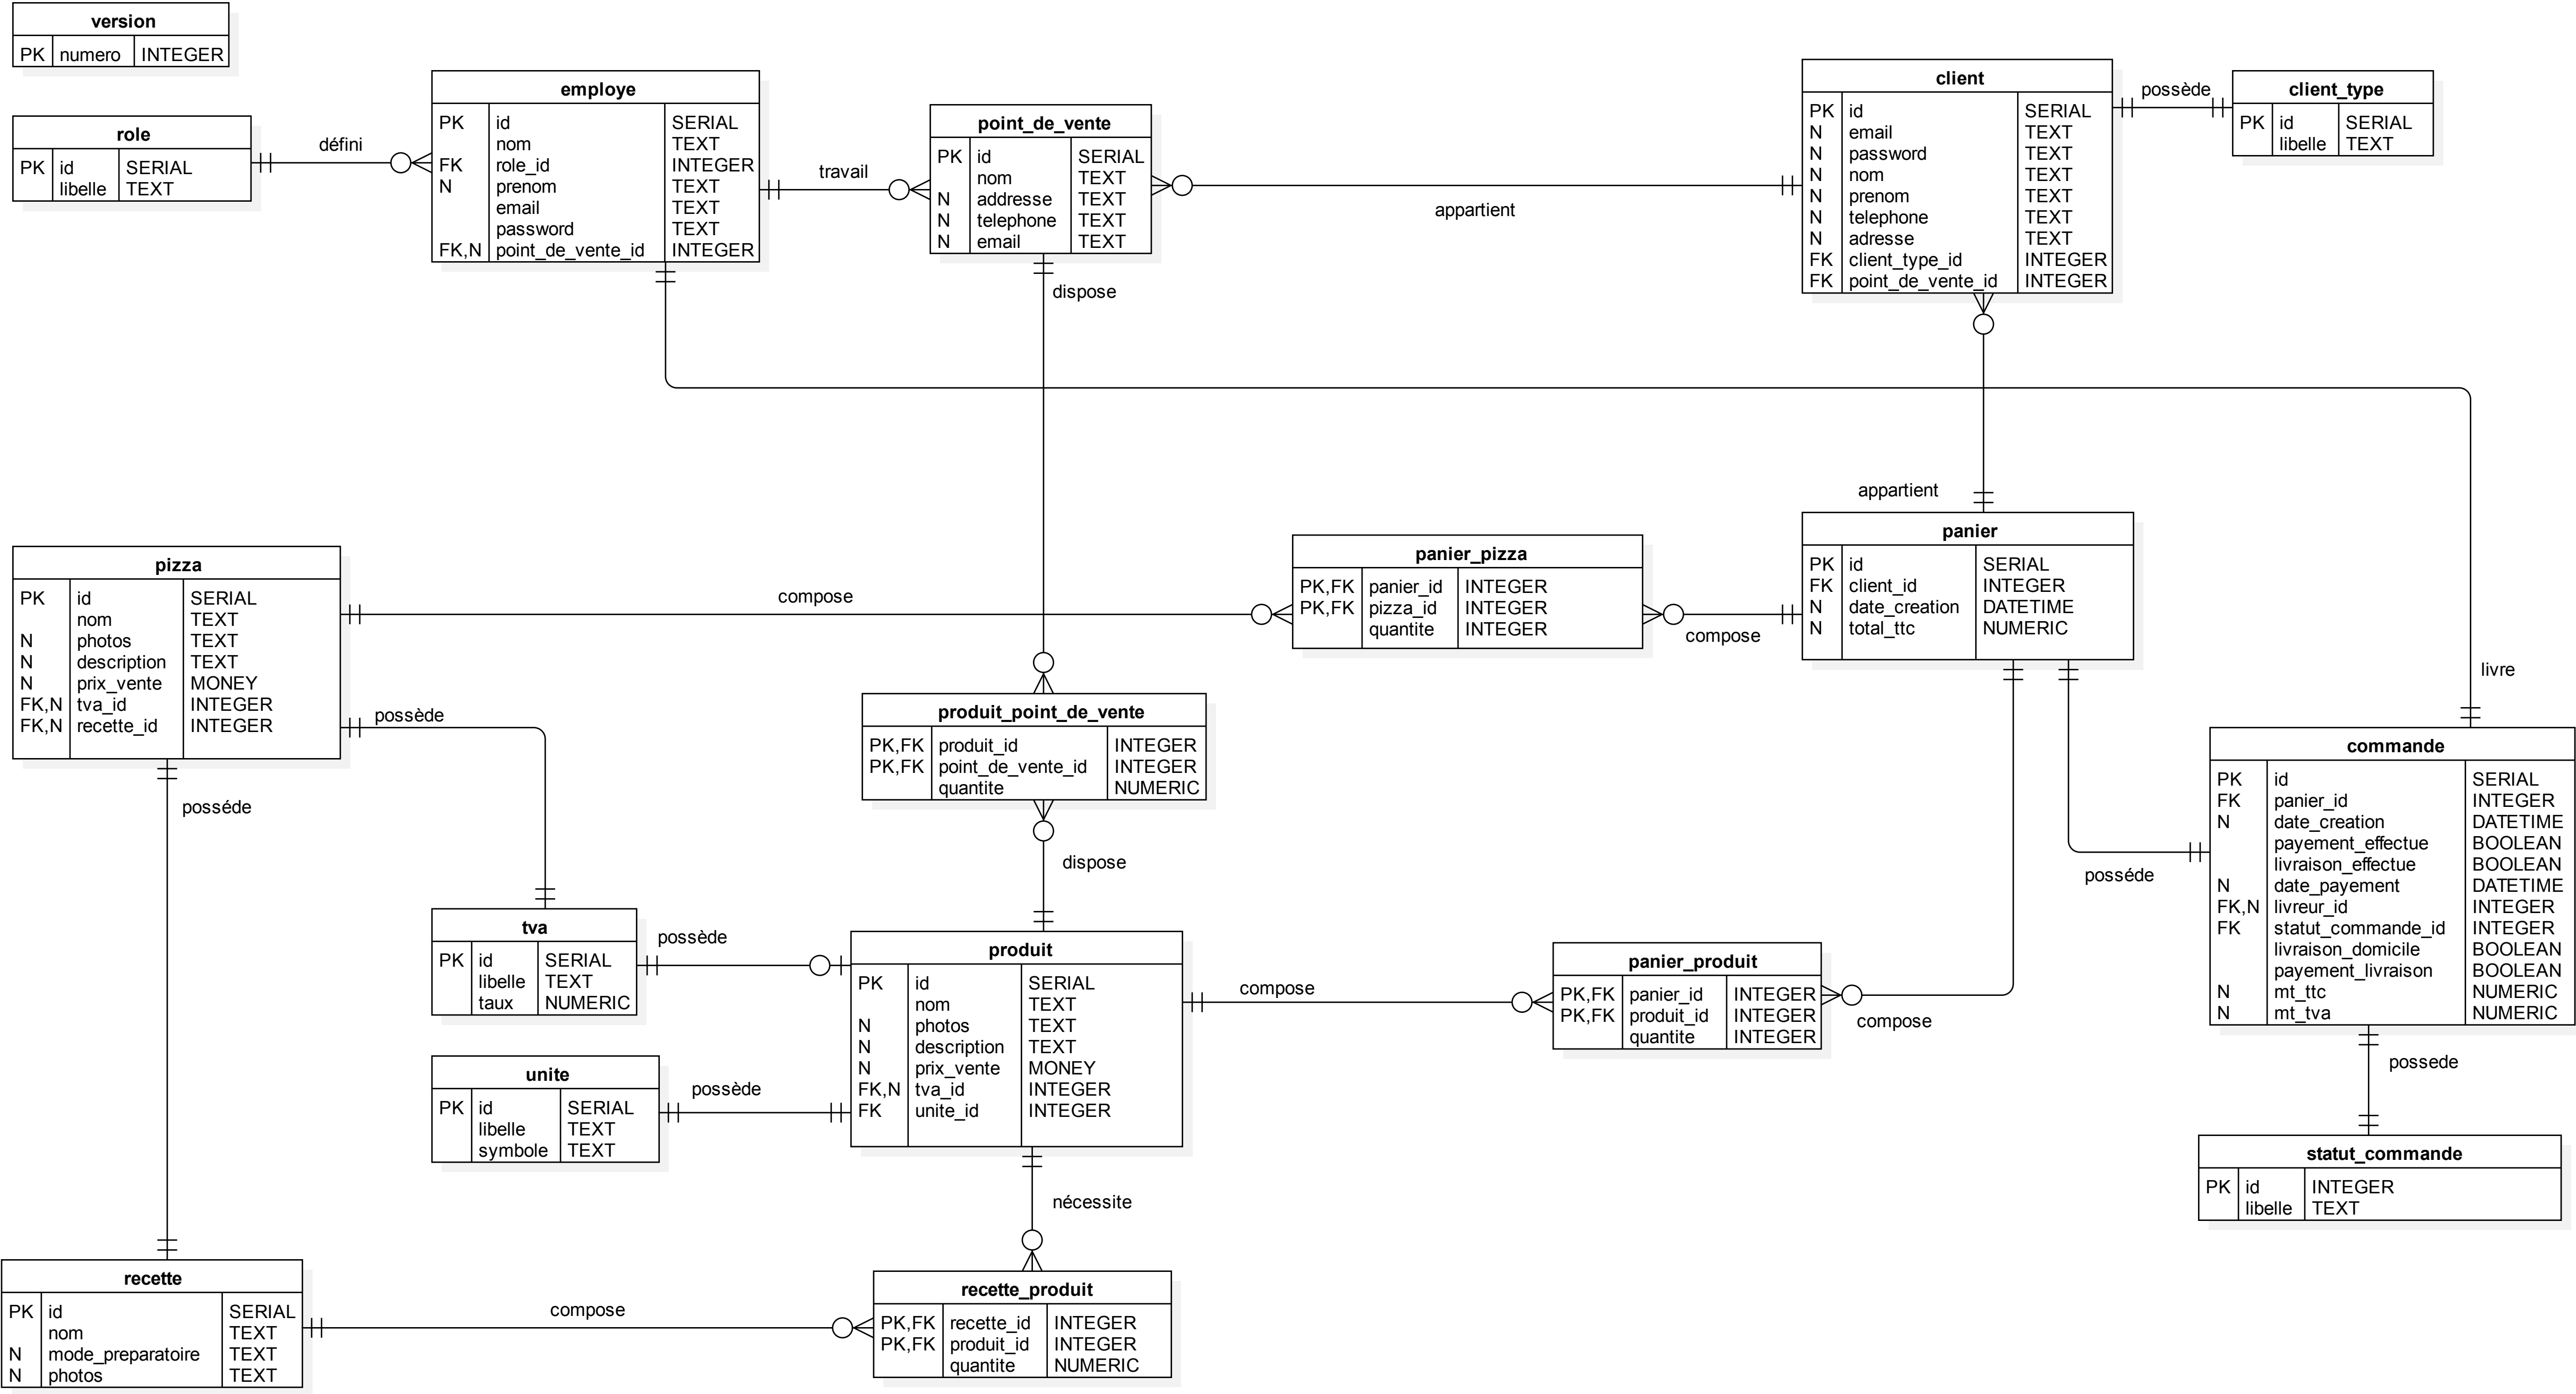 version
PK numero INTEGER
role
PK id SERIAL
libelle TEXT
défini
employe
PK id SERIAL
nom TEXT
FK role_id INTEGER
N prenom TEXT
email TEXT
password TEXT
FK,N point_de_vente_id INTEGER
travail
point_de_vente
PK id SERIAL
nom TEXT
N addresse TEXT
N telephone TEXT
N email TEXT
dispose
appartient
client
PK id SERIAL
N email TEXT
N password TEXT
N nom TEXT
N prenom TEXT
N telephone TEXT
N adresse TEXT
FK client_type_id INTEGER
FK point_de_vente_id INTEGER
possède
client_type
PK id SERIAL
libelle TEXT
appartient
pizza
PK id SERIAL
nom TEXT
N photos TEXT
N description TEXT
N prix_vente MONEY
FK,N tva_id INTEGER
FK,N recette_id INTEGER
compose
panier_pizza
PK,FK panier_id INTEGER
PK,FK pizza_id INTEGER
quantite INTEGER
compose
panier
PK id SERIAL
FK client_id INTEGER
N date_creation DATETIME
N total_ttc NUMERIC
livre
possède
posséde
produit_point_de_vente
PK,FK produit_id INTEGER
PK,FK point_de_vente_id INTEGER
quantite NUMERIC
dispose
commande
PK id SERIAL
FK panier_id INTEGER
N date_creation DATETIME
payement_effectue BOOLEAN
livraison_effectue BOOLEAN
N date_payement DATETIME
FK,N livreur_id INTEGER
FK statut_commande_id INTEGER
livraison_domicile BOOLEAN
payement_livraison BOOLEAN
N mt_ttc NUMERIC
N mt_tva NUMERIC
posséde
tva
PK id SERIAL
libelle TEXT
taux NUMERIC
possède
produit
PK id SERIAL
nom TEXT
N photos TEXT
N description TEXT
N prix_vente MONEY
FK,N tva_id INTEGER
FK unite_id INTEGER
compose
panier_produit
PK,FK panier_id INTEGER
PK,FK produit_id INTEGER
quantite INTEGER
compose
unite
PK id SERIAL
libelle TEXT
symbole TEXT
possède
possede
statut_commande
PK id INTEGER
libelle TEXT
nécessite
recette
PK id SERIAL
nom TEXT
N mode_preparatoire TEXT
N photos TEXT
compose
recette_produit
PK,FK recette_id INTEGER
PK,FK produit_id INTEGER
quantite NUMERIC